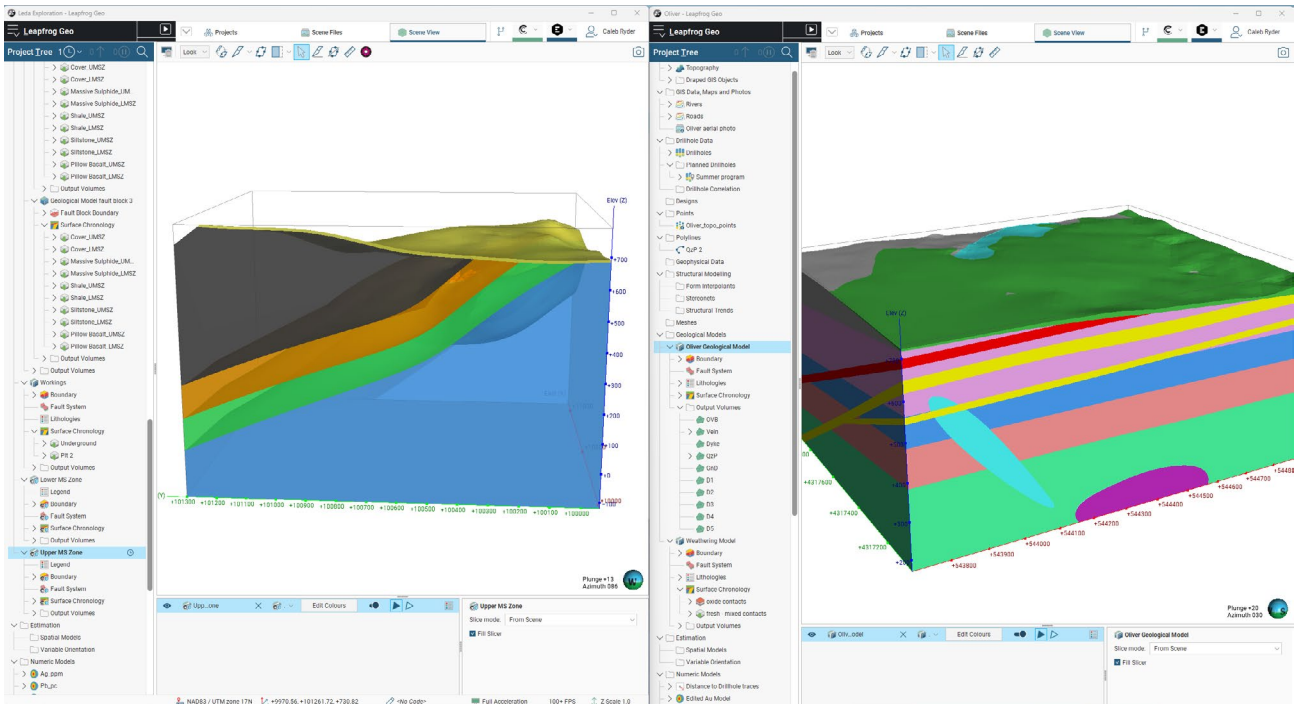 Leapfrog Geo
Projects
Scene Files
Scene View
Caleb Ryder
Project Tree
1
Look
Cover_UMSZ
Cover_LMSZ
Massive Sulphide_UM...
Massive Sulphide_LMSZ
Shale_UMSZ
Shale_LMSZ
Siltstone_UMSZ
Siltstone_LMSZ
Pillow Basalt_UMSZ
Pillow Basalt_LMSZ
Output Volumes
Geological Model fault block 3
Fault Block Boundary
Surface Chronology
Cover_UMSZ
Cover_LMSZ
Massive Sulphide_UM...
Massive Sulphide_LMSZ
Shale_UMSZ
Shale_LMSZ
Siltstone_UMSZ
Siltstone_LMSZ
Pillow Basalt_UMSZ
Pillow Basalt_LMSZ
Output Volumes
Output Volumes
Workings
Boundary
Fault System
Lithologies
Surface Chronology
Underground
Pit 2
Output Volumes
Lower MS Zone
Legend
Boundary
Fault System
Surface Chronology
Output Volumes
Upper MS Zone
Legend
Boundary
Fault System
Surface Chronology
Output Volumes
Estimation
Spatial Models
Variable Orientation
Numeric Models
Ag_ppm
Pb_pc
Elev (Z)
+700
+600
+500
+400
+300
+200
+100
+0
-100
(Y)
+101300
+101200
+101100
+101000
+100900
+100800
+100700
+100600
+100500
+100400
+100300
+100200
+100100
+100000
Plunge +13
Azimuth 086
Upp...one
Edit Colours
Upper MS Zone
Slice mode: From Scene
Fill Slicer
NAD83 / UTM zone 17N
+9970.56, +101261.72, +730.82
<No Code>
Full Acceleration
100+ FPS
Z Scale 1.0
Oliver - Leapfrog Geo
Leapfrog Geo
Projects
Scene Files
Scene View
Caleb Ryder
Project Tree
Look
Topography
Draped GIS Objects
GIS Data, Maps and Photos
Rivers
Roads
Oliver aerial photo
Drillhole Data
Drillholes
Planned Drillholes
Summer program
Drillhole Correlation
Designs
Points
Oliver_topo_points
Polylines
QzP 2
Geophysical Data
Structural Modelling
Form Interpolants
Stereonets
Structural Trends
Meshes
Geological Models
Oliver Geological Model
Boundary
Fault System
Lithologies
Surface Chronology
Output Volumes
OVB
Vein
Dyke
QzP
D1
D2
D3
D4
D5
Weathering Model
Boundary
Fault System
Lithologies
Surface Chronology
oxide contacts
fresh - mixed contacts
Output Volumes
Estimation
Spatial Models
Variable Orientation
Numeric Models
Distance to Drillhole traces
Edited Au Model
Elev (Z)
+4317600
+4317400
+4317200
+543800
+543900
+544000
+544100
+544200
+544300
+544400
+544500
+544600
+544700
Plunge +20
Azimuth 030
Oliv...odel
Edit Colours
Oliver Geological Model
Slice mode: From Scene
Fill Slicer